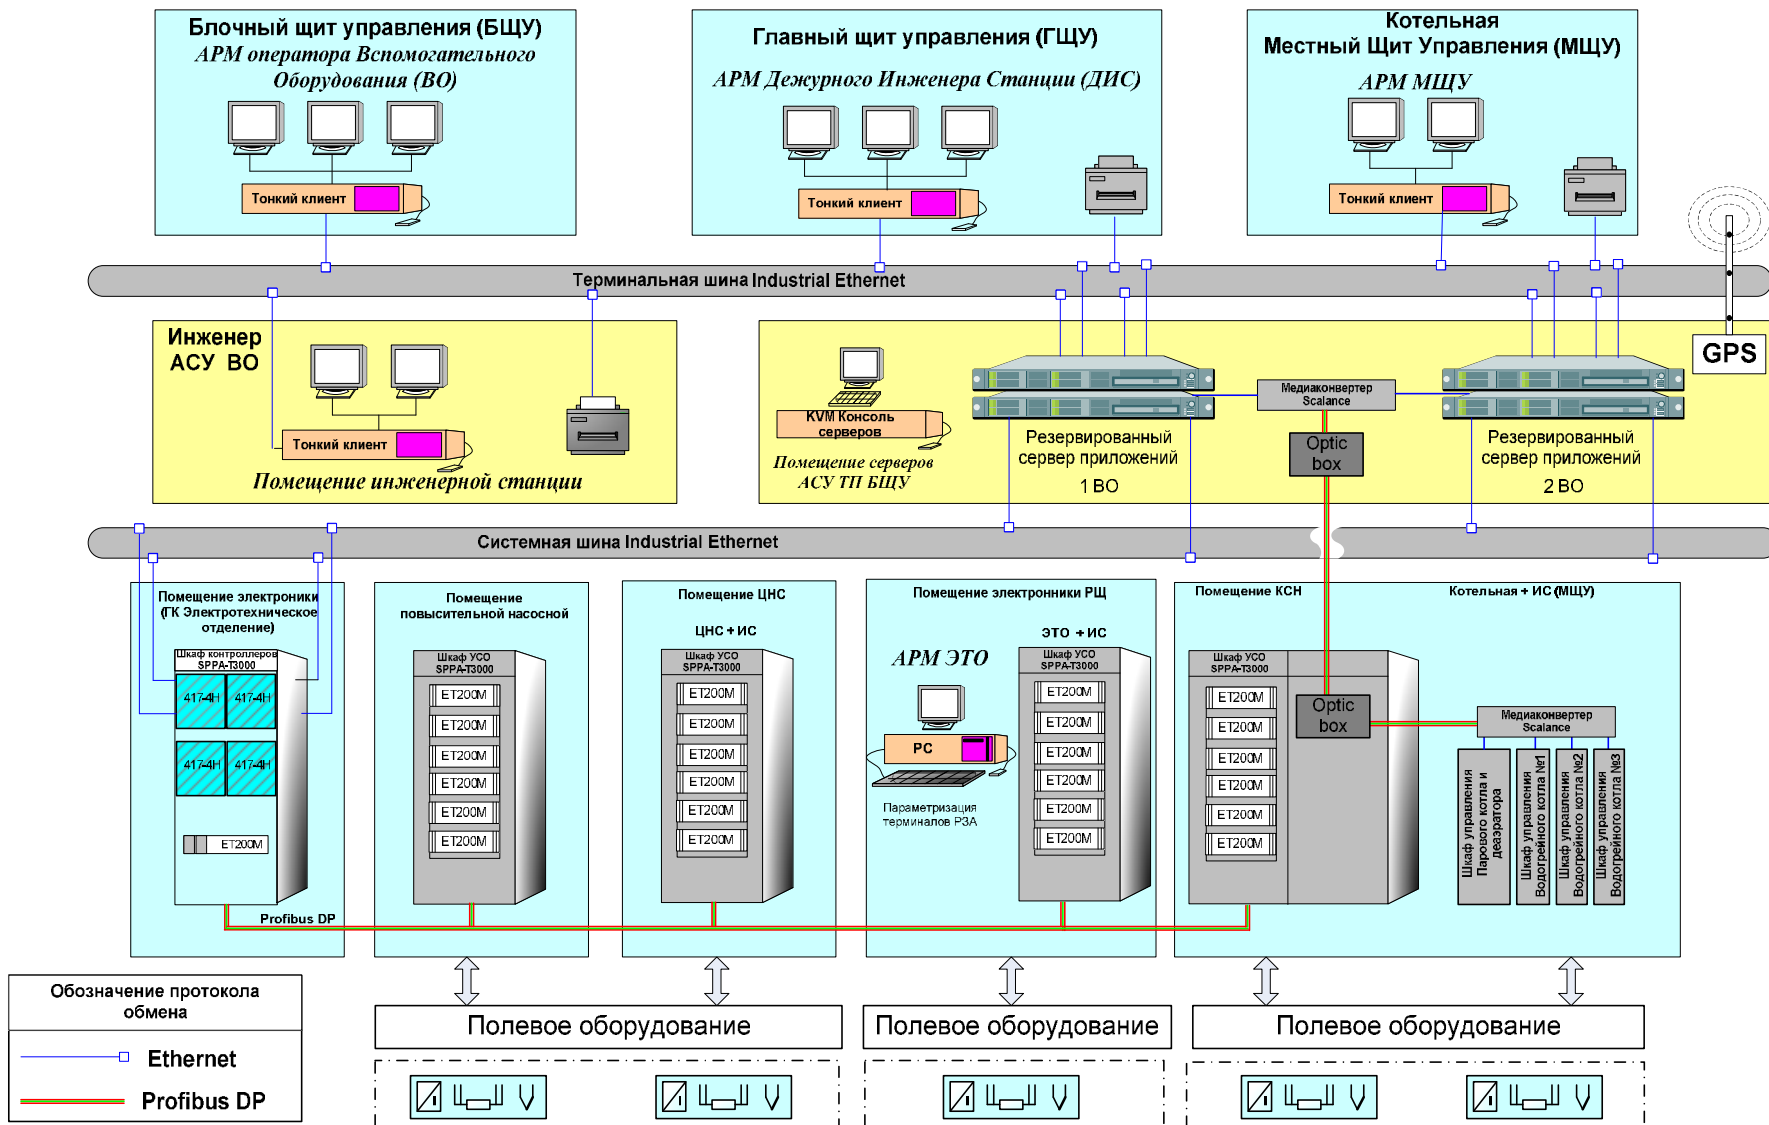 Блочный щит управления (БЩУ)
АРМ оператора Вспомогательного
Оборудования (ВО)
Тонкий клиент
Главный щит управления (ГЩУ)
АРМ Дежурного Инженера Станции (ДИС)
Тонкий клиент
Котельная
Местный Щит Управления (МЩУ)
АРМ МЩУ
Тонкий клиент
Терминальная шина Industrial Ethernet
Инженер
АСУ ВО
Тонкий клиент
Помещение инженерной станции
KVM Консоль
серверов
Помещение серверов
АСУ ТП БЩУ
Резервированный
сервер приложений
1 ВО
Медиаконвертер
Scalance
Optic
box
Резервированный
сервер приложений
2 ВО
GPS
Системная шина Industrial Ethernet
Помещение электроники
(ГК Электротехническое
отделение)
Шкаф контроллеров
SPPA-T3000
417-4H
417-4H
417-4H
417-4H
ET200M
Profibus DP
Помещение
повысительной насосной
Шкаф УСО
SPPA-T3000
ET200M
ET200M
ET200M
ET200M
ET200M
ET200M
Помещение ЦНС
ЦНС + ИС
Шкаф УСО
SPPA-T3000
ET200M
ET200M
ET200M
ET200M
ET200M
ET200M
Помещение электронники РЩ
АРМ ЭТО
PC
Параметризация
терминалов РЗА
ЭТО + ИС
Шкаф УСО
SPPA-T3000
ET200M
ET200M
ET200M
ET200M
ET200M
ET200M
Помещение КСН
Шкаф УСО
SPPA-T3000
ET200M
ET200M
ET200M
ET200M
ET200M
ET200M
Котельная + ИС (МЩУ)
Optic
box
Медиаконвертер
Scalance
Шкаф управления
Парового котла и
деаэратора
Шкаф управления
Водогрейного котла №1
Шкаф управления
Водогрейного котла №2
Шкаф управления
Водогрейного котла №3
Обозначение протокола
обмена
Ethernet
Profibus DP
Полевое оборудование
Полевое оборудование
Полевое оборудование